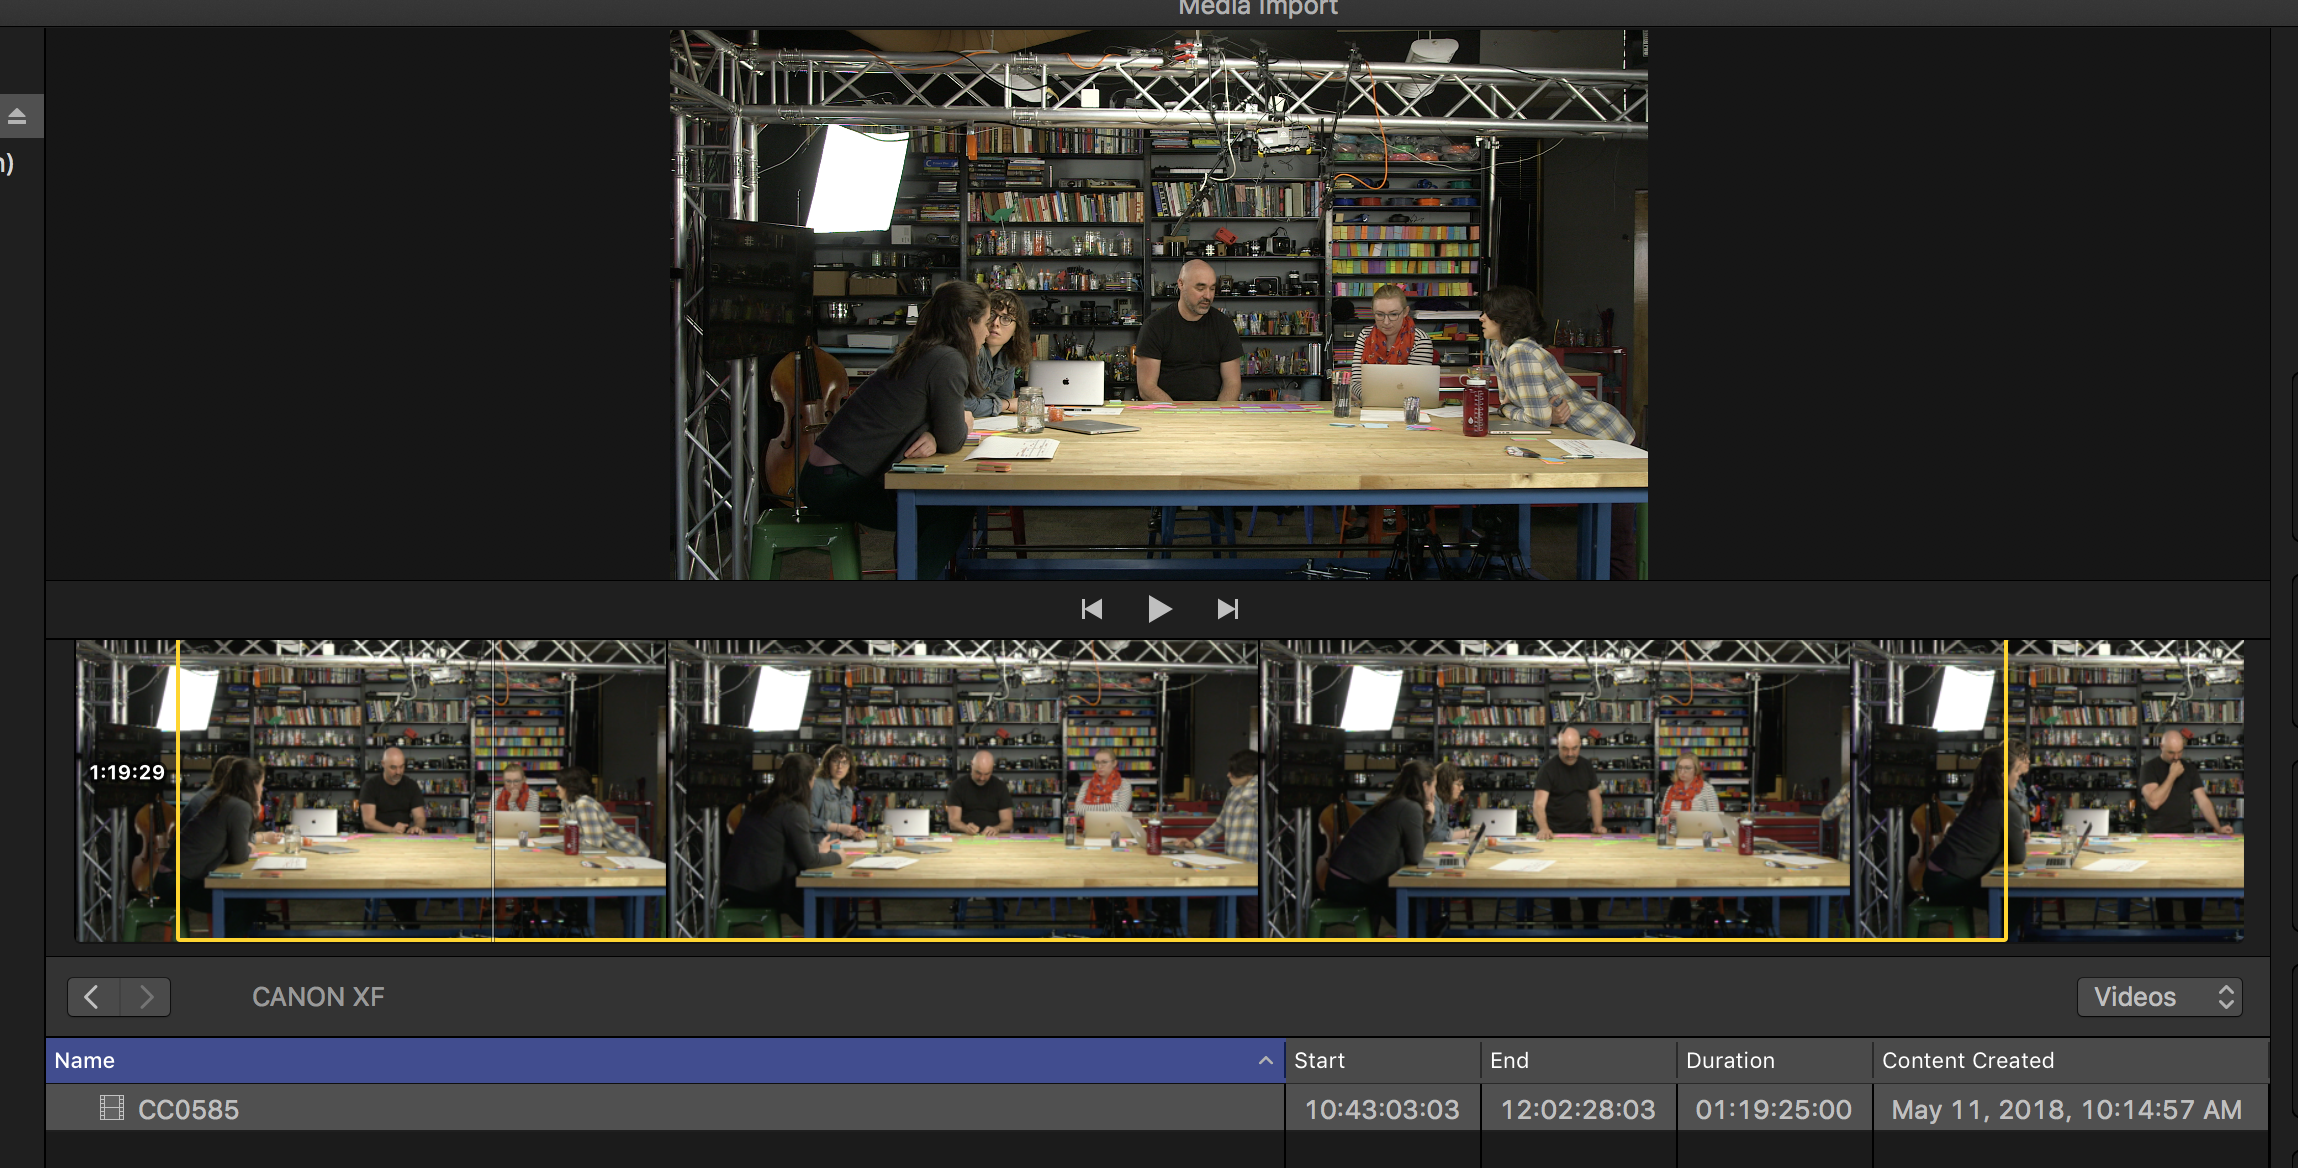 Media Import
n)
1:19:29
CANON XF
Videos
Name
Start
End
Duration
Content Created
CC0585
10:43:03:03
12:02:28:03
01:19:25:00
May 11, 2018, 10:14:57 AM